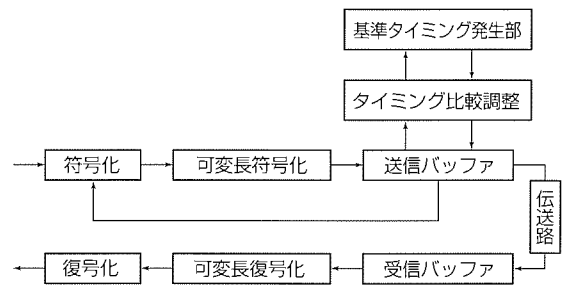 基準タイミング発生部
タイミング比較調整
符号化
可変長符号化
送信バッファ
伝送路
復号化
可変長復号化
受信バッファ